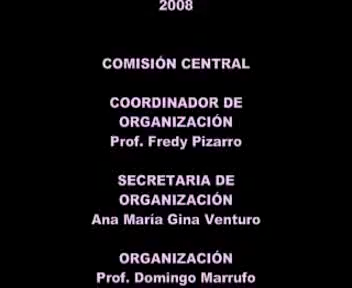 2008
COMISIÓN CENTRAL
COORDINADOR DE
ORGANIZACIÓN
Prof. Fredy Pizarro
SECRETARIA DE
ORGANIZACIÓN
Ana María Gina Venturo
ORGANIZACIÓN
Prof. Domingo Marrufo